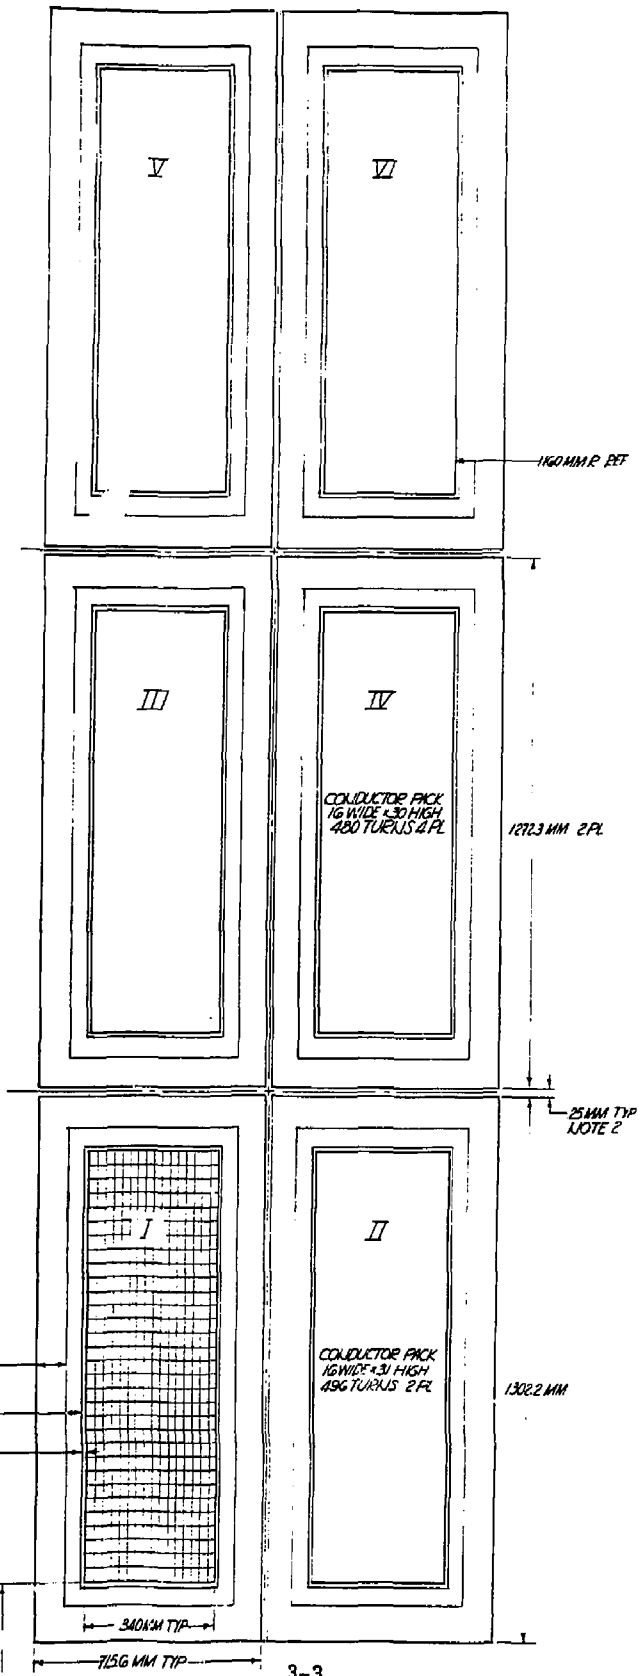 V
VI
1160 MM R REF
III
IV
CONDUCTOR PACK
16 WIDE x 30 HIGH
480 TURNS 4 PL
1272.3 MM 2 PL
25 MM TYP
NOTE 2
I
II
CONDUCTOR PACK
16 WIDE x 31 HIGH
496 TURNS 2 PL
1302.2 MM
340 MM TYP
715.6 MM TYP
3-3